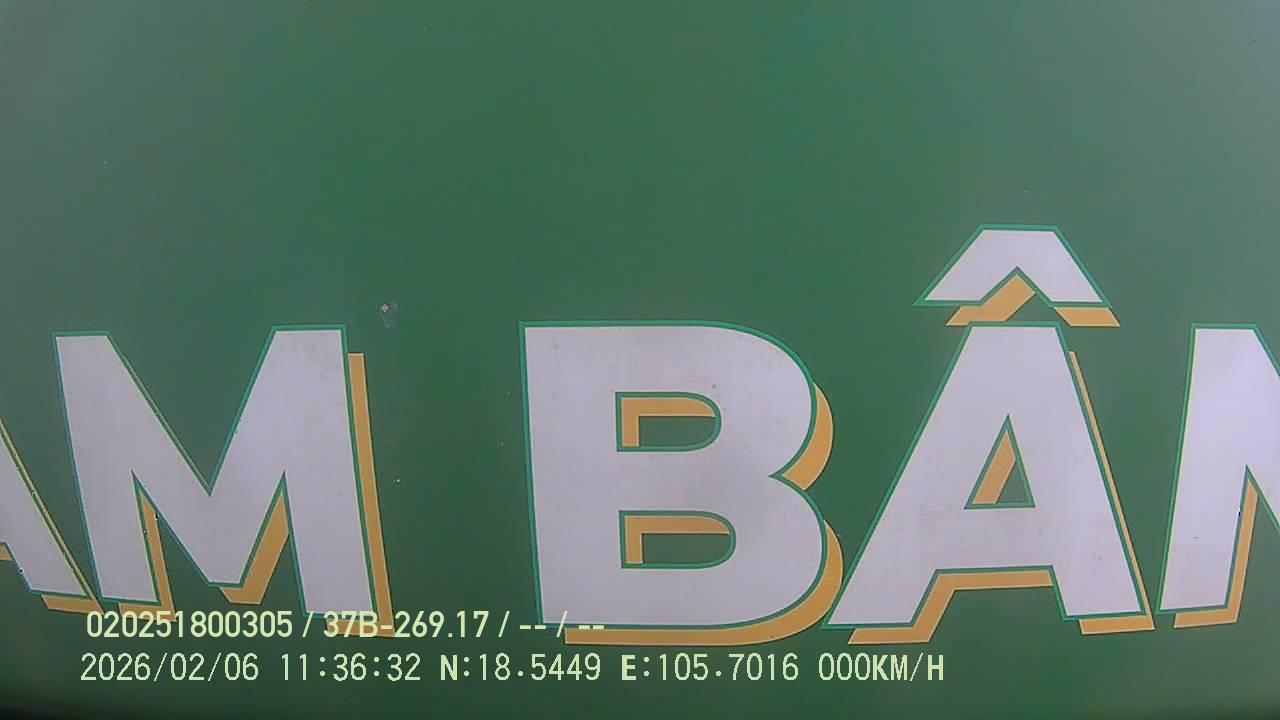 AM BÂN
020251800305 / 37B-269.17 / -- / --
2026/02/06 11:36:32 N:18.5449 E:105.7016 000KM/H